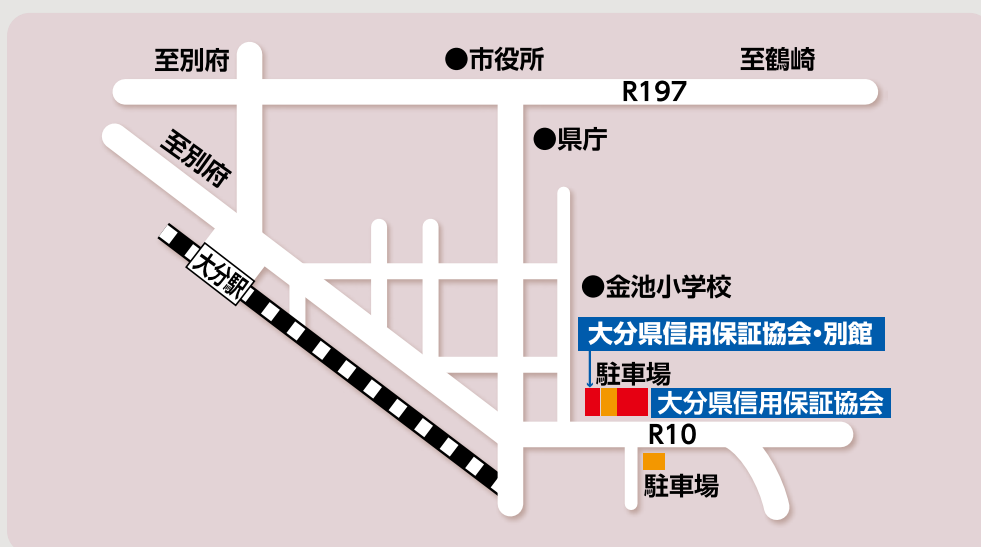 至別府
●市役所
至鶴崎
R197
●県庁
至別府
大分駅
●金池小学校
大分県信用保証協会・別館
駐車場
大分県信用保証協会
R10
駐車場